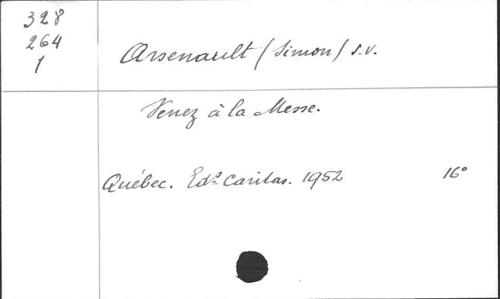 328
264
1
Arsenault (Simon) s.v.
Venez à la Messe.
Québec. Eds Caritas. 1952 16°